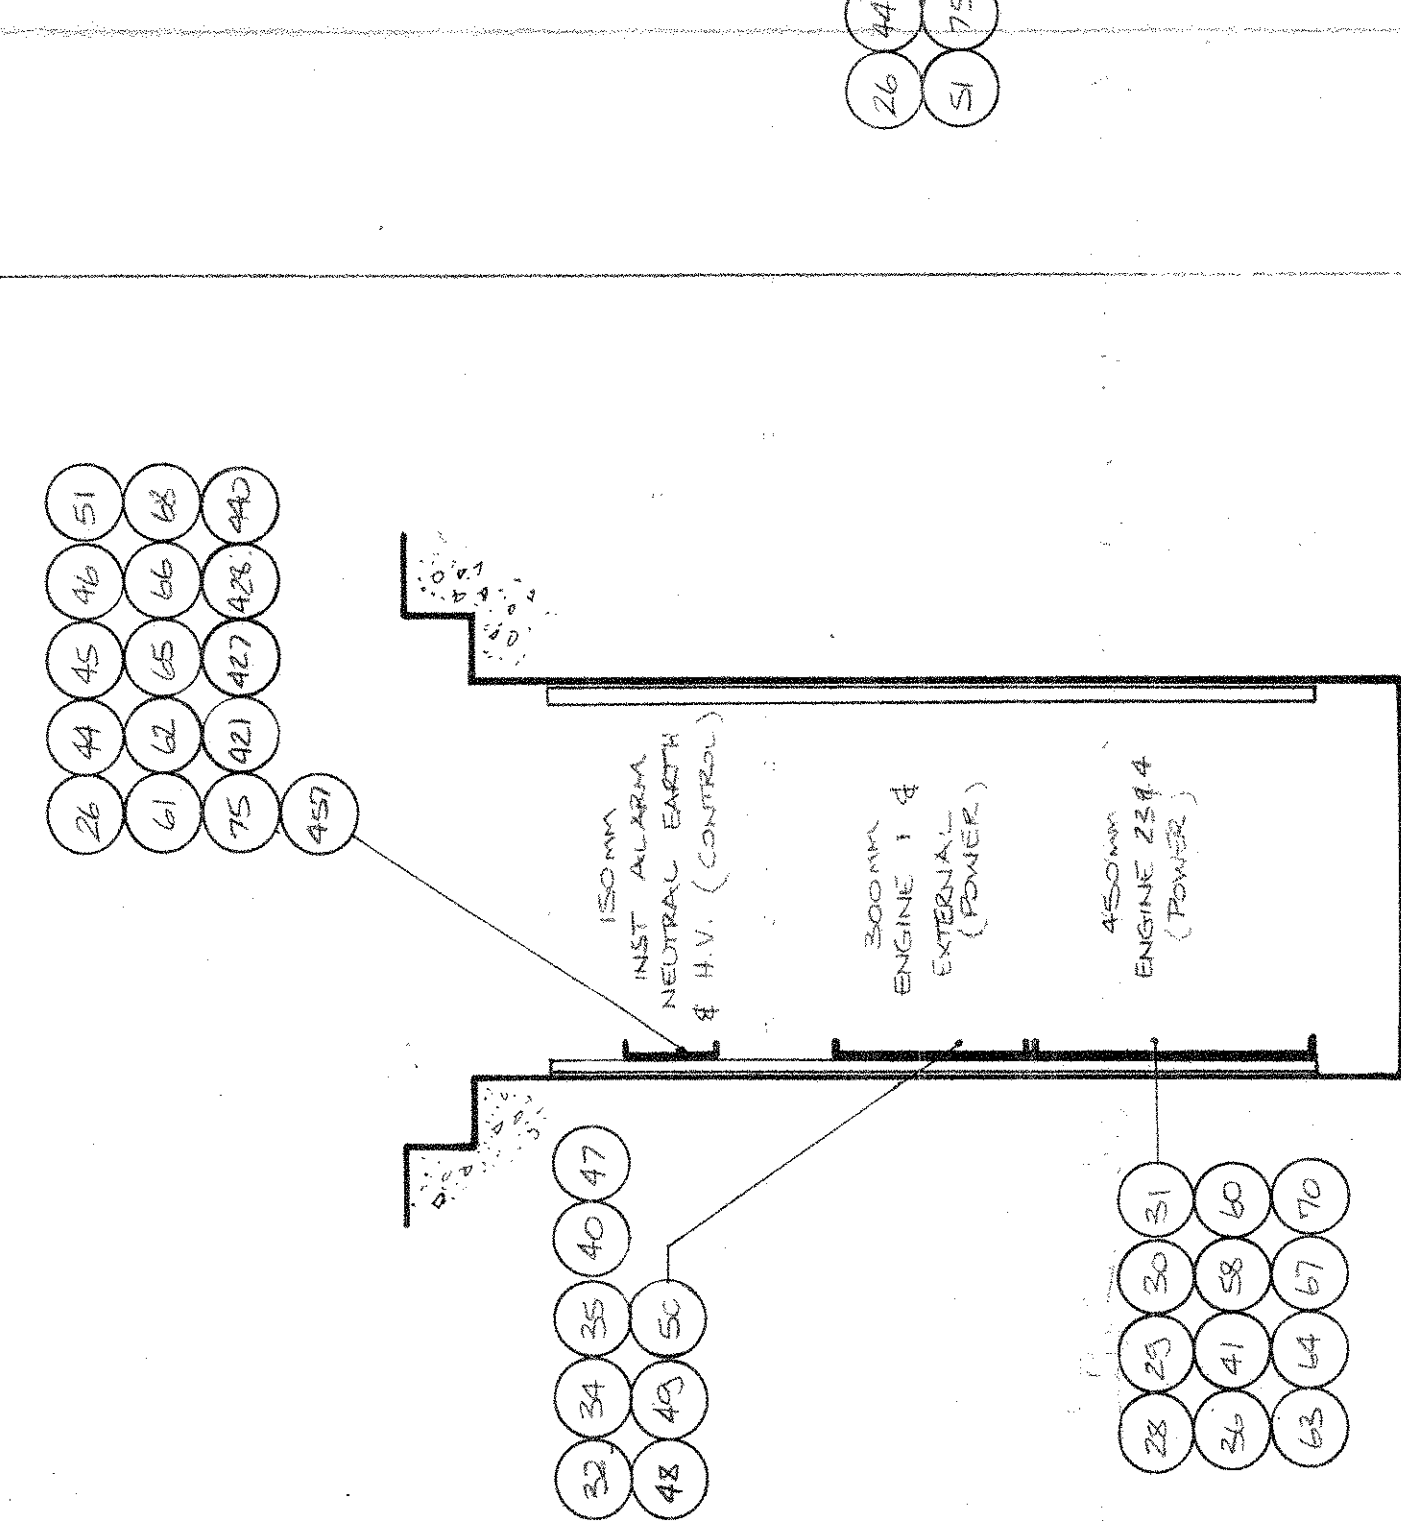 26 44 45 46 51
61 62 65 66 68
75 421 427 428 440
457
32 34 35 40 47
48 49 50
150mm
INST ALARM
NEUTRAL EARTH
& H.V. (CONTROL)
300mm
ENGINE 1 &
EXTERNAL
(POWER)
450mm
ENGINE 23&4
(POWER)
28 29 30 31
36 41 58 60
63 64 67 70
26 44
51 75